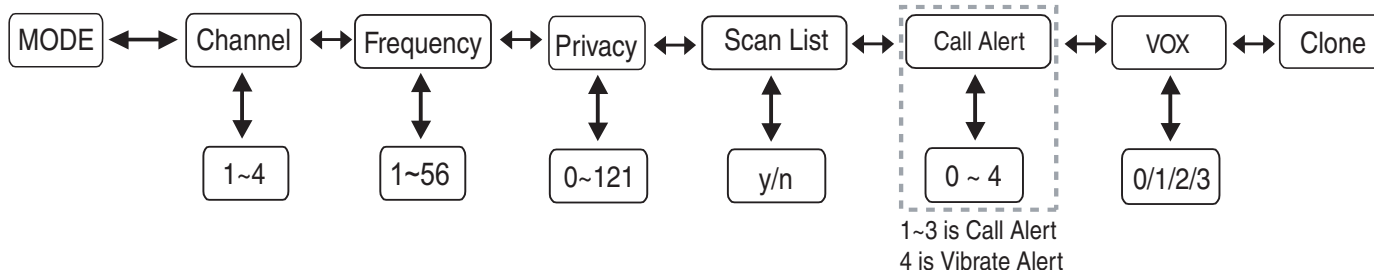 MODE
Channel
Frequency
Privacy
Scan List
Call Alert
VOX
Clone
1~4
1~56
0~121
y/n
0 ~ 4
0/1/2/3
1~3 is Call Alert
4 is Vibrate Alert